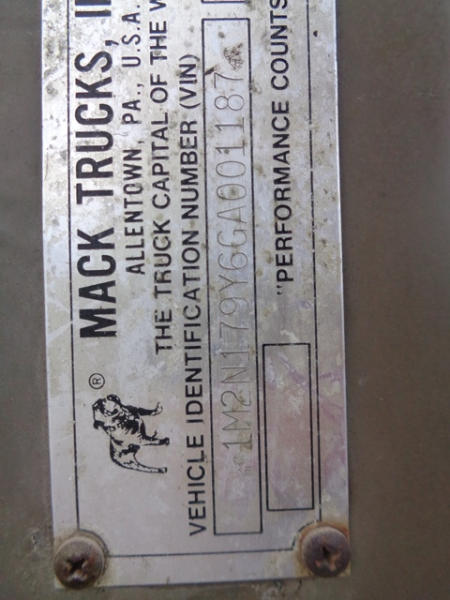 ®
MACK TRUCKS, I
ALLENTOWN, PA., U.S.A.
THE TRUCK CAPITAL OF THE W
VEHICLE IDENTIFICATION NUMBER (VIN)
*1M2N179Y6GA001187*
"PERFORMANCE COUNTS